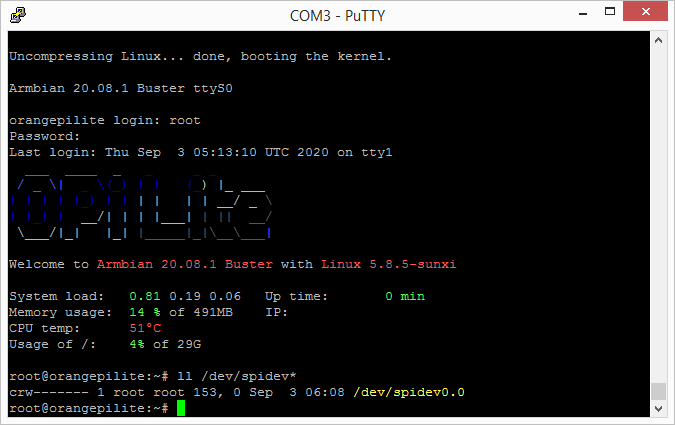 COM3 - PuTTY
Uncompressing Linux... done, booting the kernel.
Armbian 20.08.1 Buster ttyS0
orangepilite login: root
Password:
Last login: Thu Sep  3 05:13:10 UTC 2020 on tty1
OPI Lite
Welcome to Armbian 20.08.1 Buster with Linux 5.8.5-sunxi
System load:   0.81 0.19 0.06   Up time:       0 min
Memory usage:  14 % of 491MB    IP:
CPU temp:      51°C
Usage of /:    4% of 29G
root@orangepilite:~# ll /dev/spidev*
crw------- 1 root root 153, 0 Sep  3 06:08 /dev/spidev0.0
root@orangepilite:~#